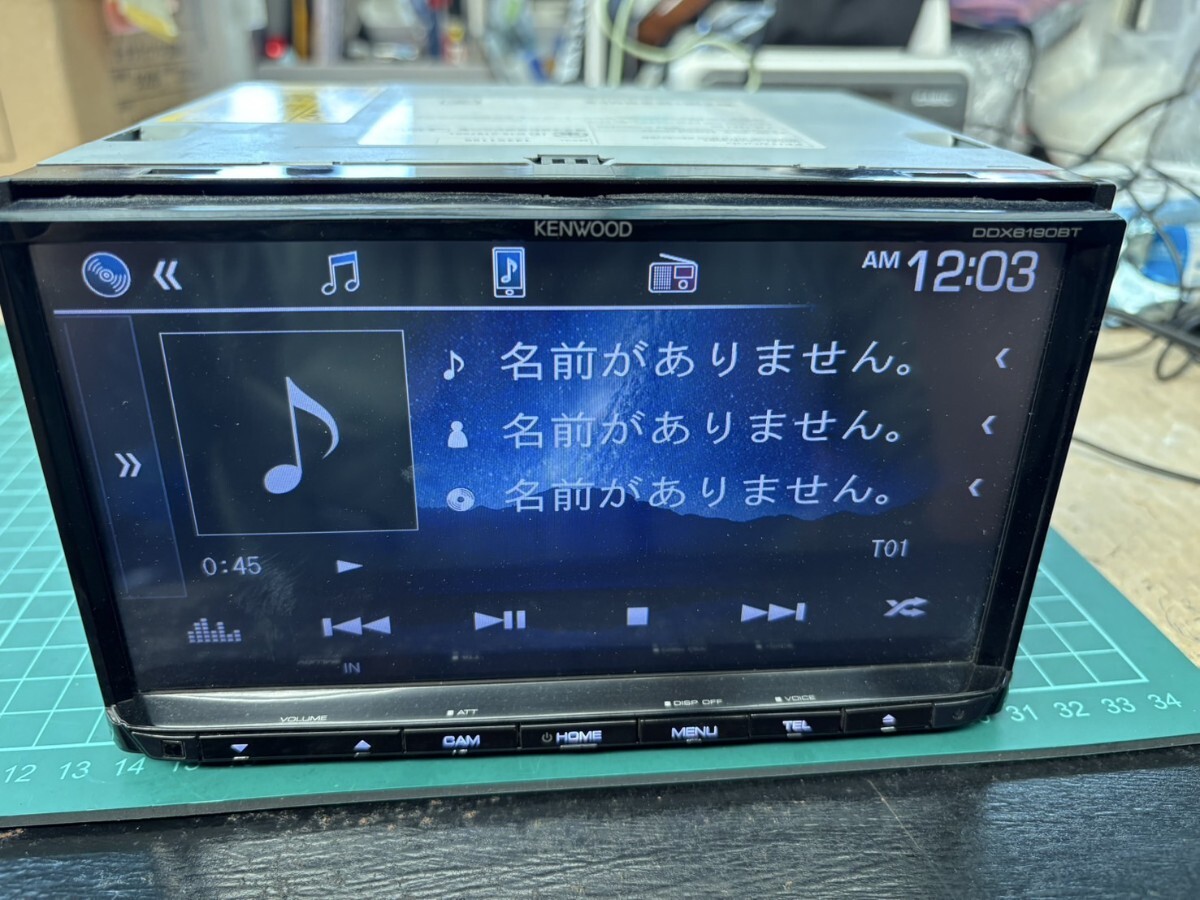 KENWOOD
DDX6190BT
AM 12:03
名前がありません。
名前がありません。
名前がありません。
T01
0:45
IN
VOLUME
ATT
DISP OFF
VOICE
CAM
HOME
MENU
TEL
12 13 14 15
31 32 33 34